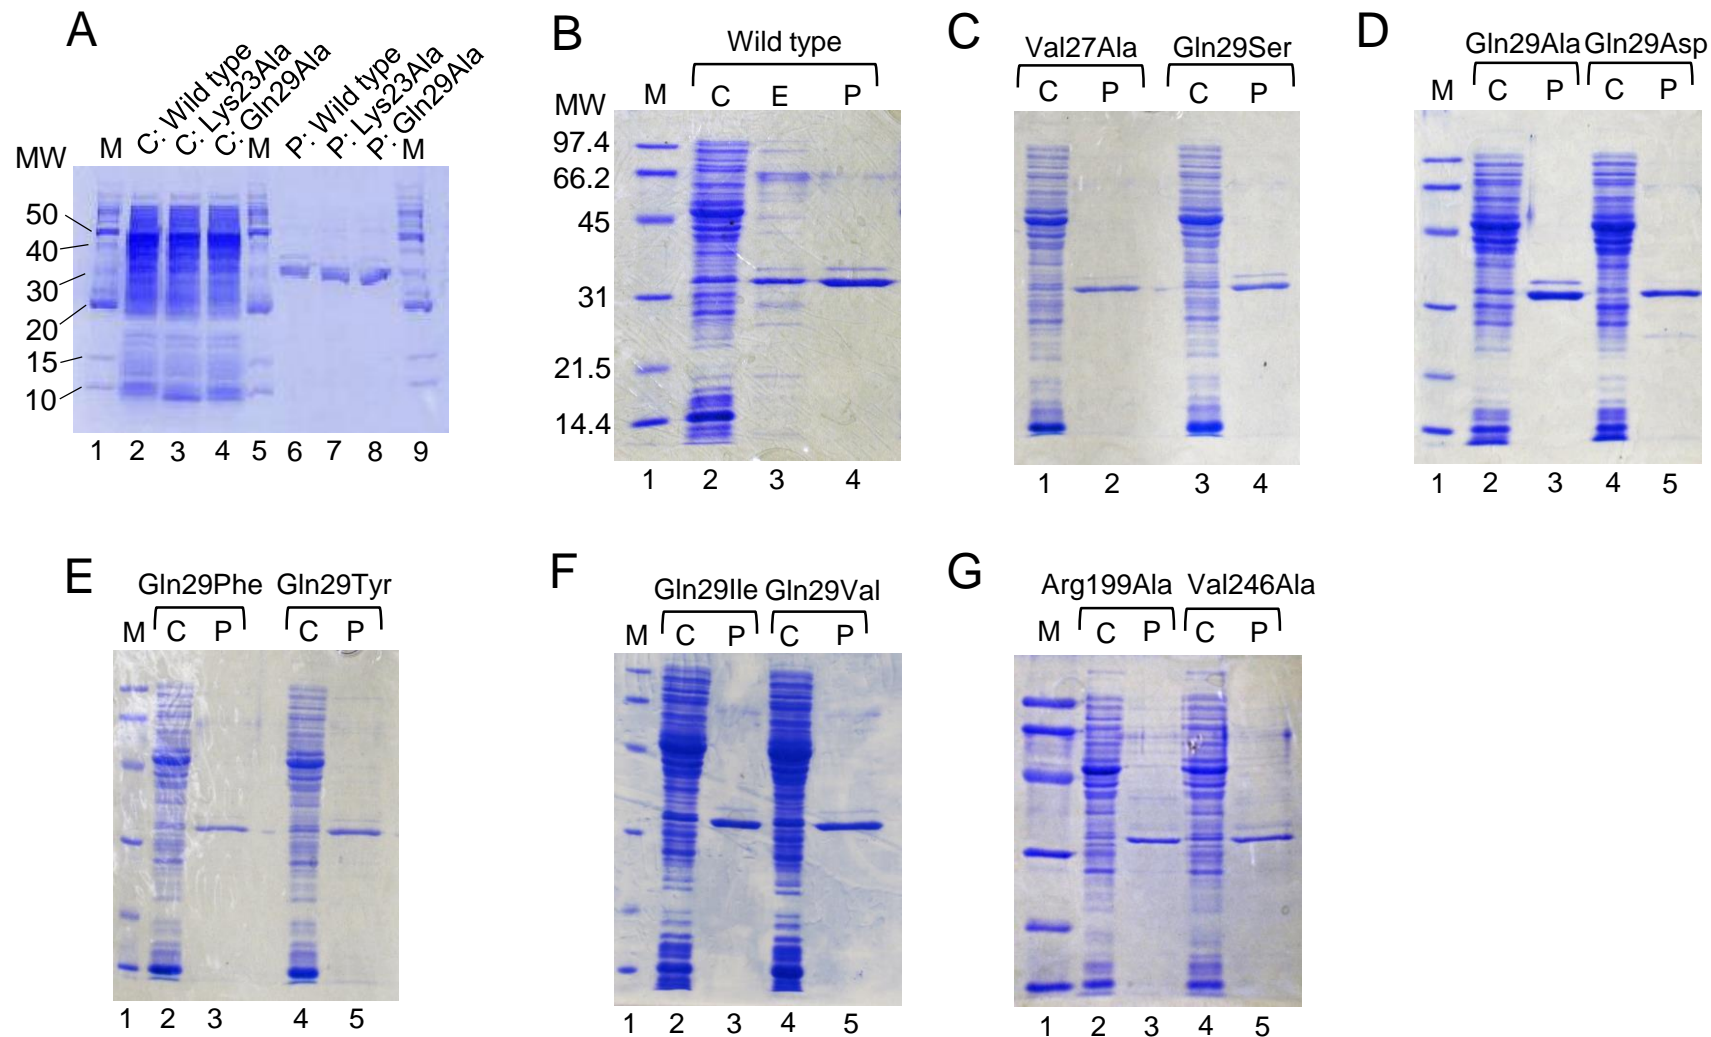 A
C: Wild type
C: Lys23Ala
C: Gln29Ala
P: Wild type
P: Lys23Ala
P: Gln29Ala
MW M M M
50
40
30
20
15
10
1 2 3 4 5 6 7 8 9
B
Wild type
MW M C E P
97.4
66.2
45
31
21.5
14.4
1 2 3 4
C
Val27Ala Gln29Ser
C P C P
1 2 3 4
D
Gln29Ala Gln29Asp
M C P C P
1 2 3 4 5
E
Gln29Phe Gln29Tyr
M C P C P
1 2 3 4 5
F
Gln29Ile Gln29Val
M C P C P
1 2 3 4 5
G
Arg199Ala Val246Ala
M C P C P
1 2 3 4 5